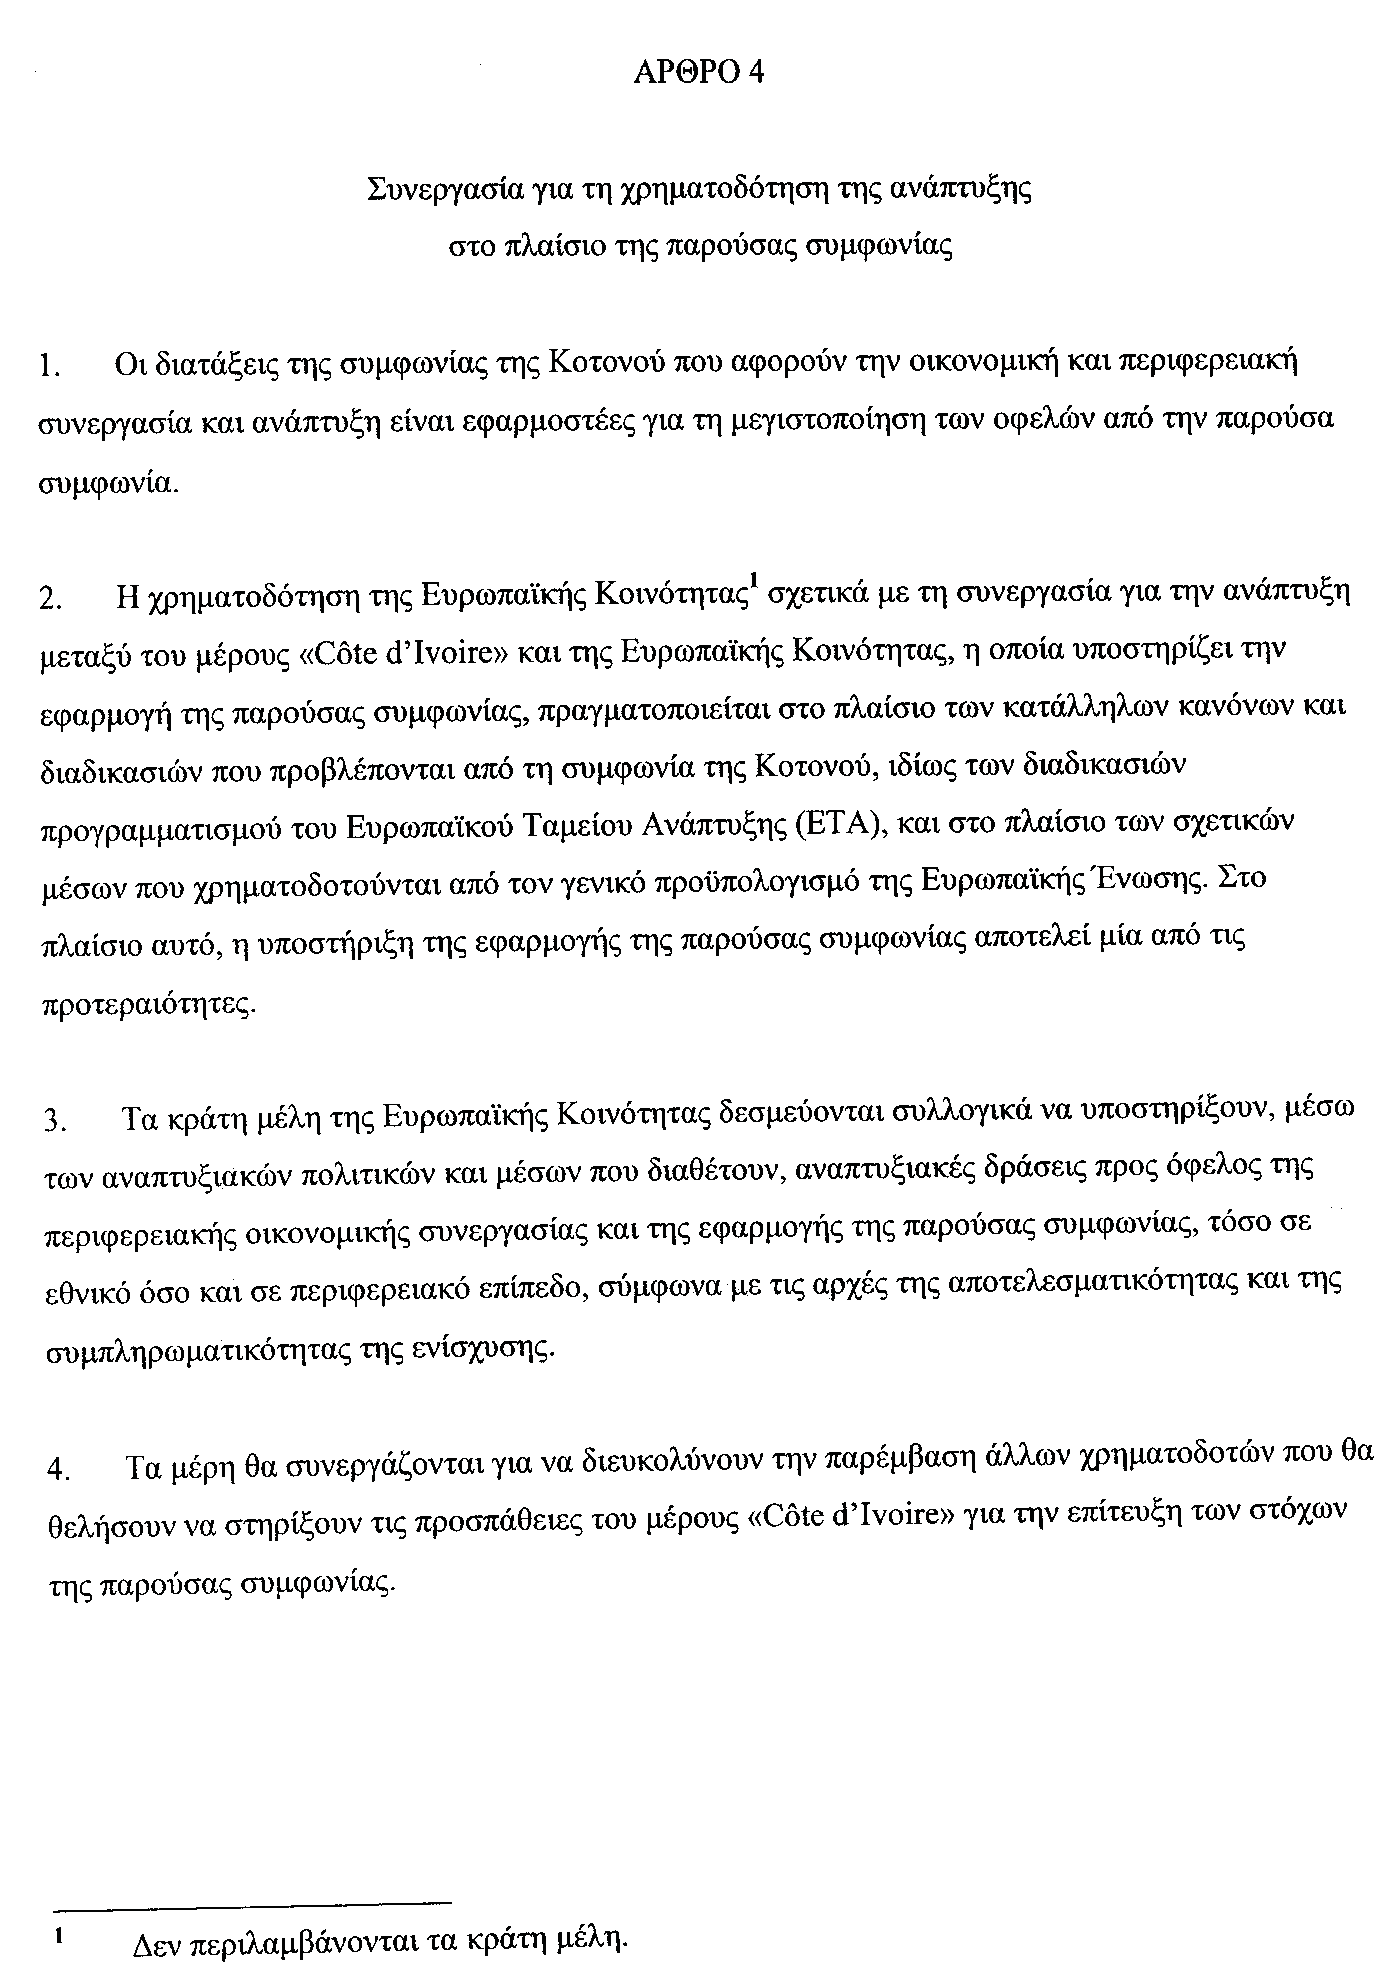 ΑΡΘΡΟ 4
Συνεργασία για τη χρηματοδότηση της ανάπτυξης
στο πλαίσιο της παρούσας συμφωνίας
1. Οι διατάξεις της συμφωνίας της Κοτονού που αφορούν την οικονομική και περιφερειακή
συνεργασία και ανάπτυξη είναι εφαρμοστέες για τη μεγιστοποίηση των οφελών από την παρούσα
συμφωνία.
2. Η χρηματοδότηση της Ευρωπαϊκής Κοινότητας¹ σχετικά με τη συνεργασία για την ανάπτυξη
μεταξύ του μέρους «Côte d’Ivoire» και της Ευρωπαϊκής Κοινότητας, η οποία υποστηρίζει την
εφαρμογή της παρούσας συμφωνίας, πραγματοποιείται στο πλαίσιο των κατάλληλων κανόνων και
διαδικασιών που προβλέπονται από τη συμφωνία της Κοτονού, ιδίως των διαδικασιών
προγραμματισμού του Ευρωπαϊκού Ταμείου Ανάπτυξης (ΕΤΑ), και στο πλαίσιο των σχετικών
μέσων που χρηματοδοτούνται από τον γενικό προϋπολογισμό της Ευρωπαϊκής Ένωσης. Στο
πλαίσιο αυτό, η υποστήριξη της εφαρμογής της παρούσας συμφωνίας αποτελεί μία από τις
προτεραιότητες.
3. Τα κράτη μέλη της Ευρωπαϊκής Κοινότητας δεσμεύονται συλλογικά να υποστηρίξουν, μέσω
των αναπτυξιακών πολιτικών και μέσων που διαθέτουν, αναπτυξιακές δράσεις προς όφελος της
περιφερειακής οικονομικής συνεργασίας και της εφαρμογής της παρούσας συμφωνίας, τόσο σε
εθνικό όσο και σε περιφερειακό επίπεδο, σύμφωνα με τις αρχές της αποτελεσματικότητας και της
συμπληρωματικότητας της ενίσχυσης.
4. Τα μέρη θα συνεργάζονται για να διευκολύνουν την παρέμβαση άλλων χρηματοδοτών που θα
θελήσουν να στηρίξουν τις προσπάθειες του μέρους «Côte d’Ivoire» για την επίτευξη των στόχων
της παρούσας συμφωνίας.
¹ Δεν περιλαμβάνονται τα κράτη μέλη.